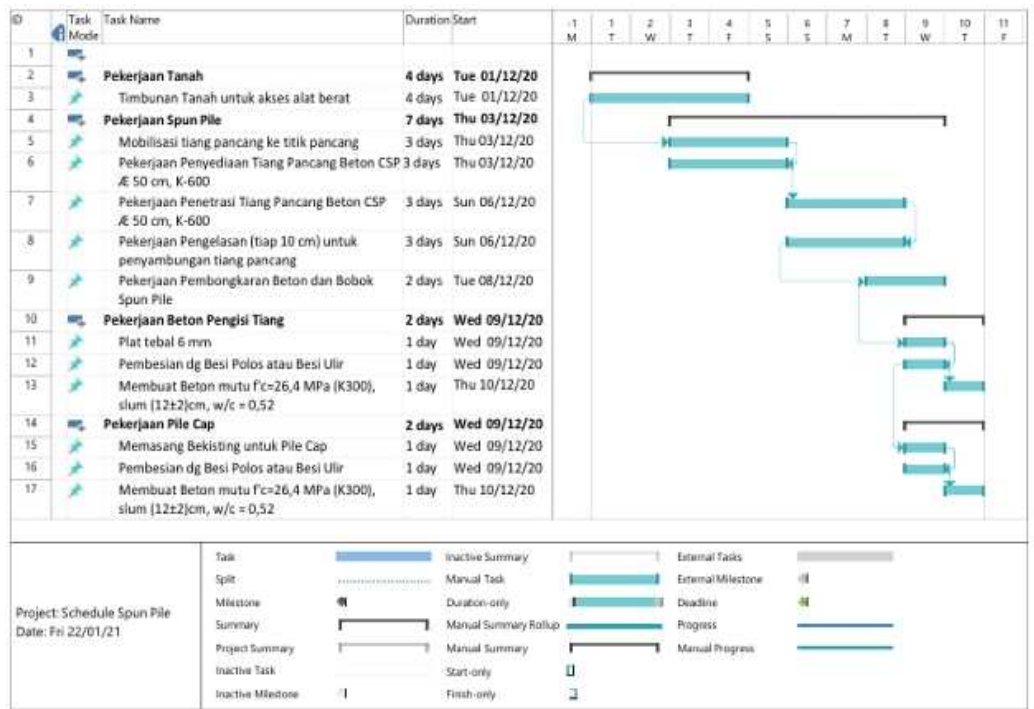 ID Task Mode Task Name Duration Start -1 1 2 3 4 5 6 7 8 9 10 11
M T W T F S S M T W T F
1
2 Pekerjaan Tanah 4 days Tue 01/12/20
3 Timbunan Tanah untuk akses alat berat 4 days Tue 01/12/20
4 Pekerjaan Spun Pile 7 days Thu 03/12/20
5 Mobilisasi tiang pancang ke titik pancang 3 days Thu 03/12/20
6 Pekerjaan Penyediaan Tiang Pancang Beton CSP 3 days Thu 03/12/20
Æ 50 cm, K-600
7 Pekerjaan Penetrasi Tiang Pancang Beton CSP 3 days Sun 06/12/20
Æ 50 cm, K-600
8 Pekerjaan Pengelasan (tiap 10 cm) untuk 3 days Sun 06/12/20
penyambungan tiang pancang
9 Pekerjaan Pembongkaran Beton dan Bobok 2 days Tue 08/12/20
Spun Pile
10 Pekerjaan Beton Pengisi Tiang 2 days Wed 09/12/20
11 Plat tebal 6 mm 1 day Wed 09/12/20
12 Pembesian dg Besi Polos atau Besi Ulir 1 day Wed 09/12/20
13 Membuat Beton mutu f'c=26,4 MPa (K300), 1 day Thu 10/12/20
slum (12±2)cm, w/c = 0,52
14 Pekerjaan Pile Cap 2 days Wed 09/12/20
15 Memasang Bekisting untuk Pile Cap 1 day Wed 09/12/20
16 Pembesian dg Besi Polos atau Besi Ulir 1 day Wed 09/12/20
17 Membuat Beton mutu f'c=26,4 MPa (K300), 1 day Thu 10/12/20
slum (12±2)cm, w/c = 0,52
Project: Schedule Spun Pile
Date: Fri 22/01/21
Task Inactive Summary External Tasks
Split Manual Task External Milestone
Milestone Duration-only Deadline
Summary Manual Summary Rollup Progress
Project Summary Manual Summary Manual Progress
Inactive Task Start-only
Inactive Milestone Finish-only